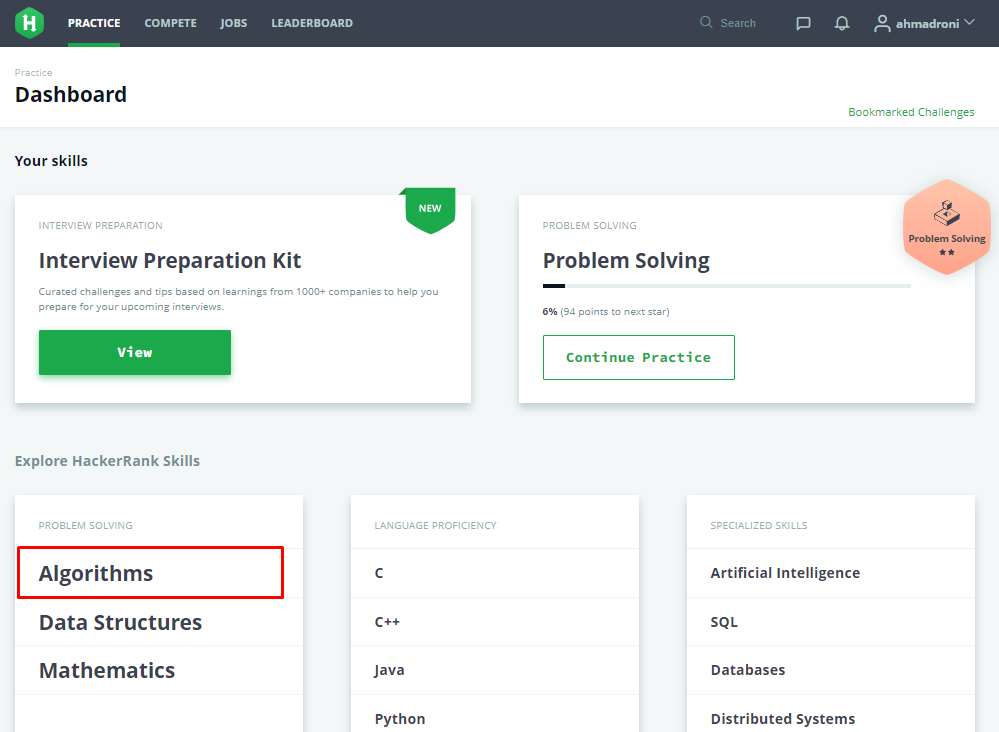 H
PRACTICE
COMPETE
JOBS
LEADERBOARD
Search
ahmadroni
Practice
Dashboard
Bookmarked Challenges
Your skills
NEW
INTERVIEW PREPARATION
Interview Preparation Kit
Curated challenges and tips based on learnings from 1000+ companies to help you
prepare for your upcoming interviews.
View
PROBLEM SOLVING
Problem Solving
6% (94 points to next star)
Continue Practice
Problem Solving
Explore HackerRank Skills
PROBLEM SOLVING
Algorithms
Data Structures
Mathematics
LANGUAGE PROFICIENCY
C
C++
Java
Python
SPECIALIZED SKILLS
Artificial Intelligence
SQL
Databases
Distributed Systems